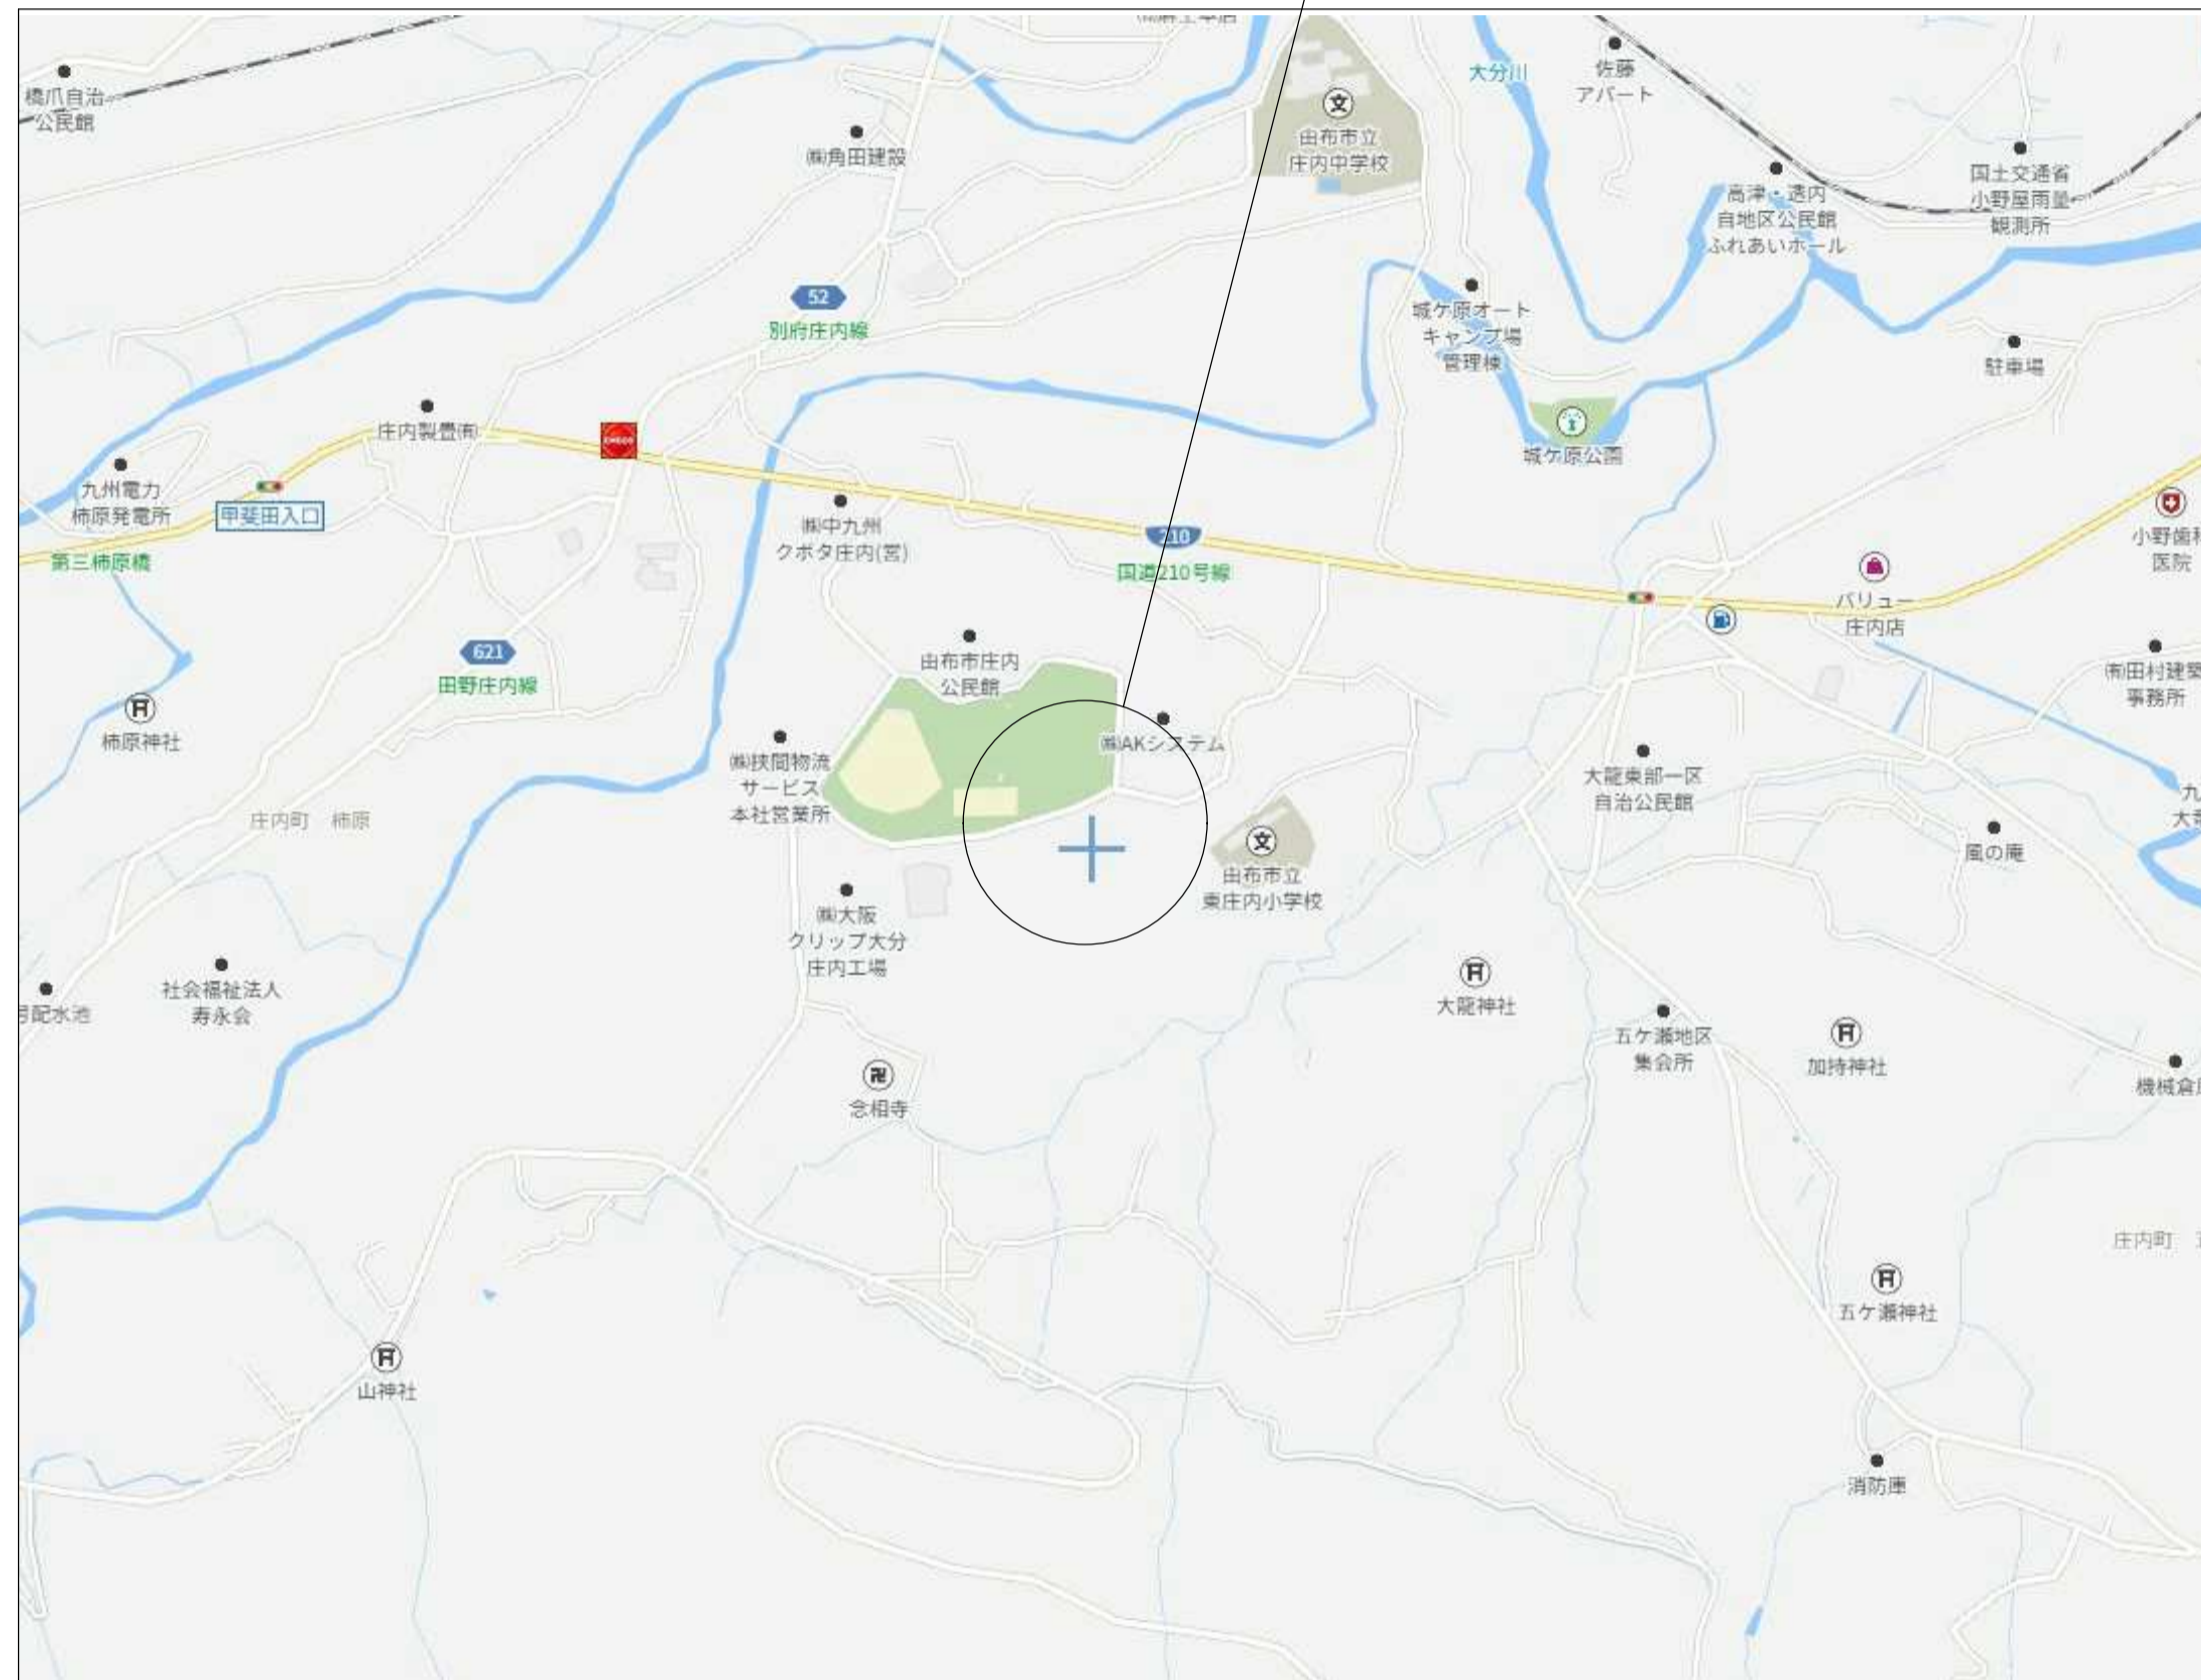 大分川
佐藤
アパート
橋爪自治
公民館
由布市立
庄内中学校
㈱角田建設
国土交通省
小野屋雨量
観測所
高津・透内
自地区公民館
ふれあいホール
52
別府庄内線
城ケ原オート
キャンプ場
管理棟
駐車場
庄内製畳㈲
ENEOS
城ケ原公園
九州電力
柿原発電所
甲斐田入口
㈱中九州
クボタ庄内(営)
210
国道210号線
小野歯科
医院
第三柿原橋
バリュー
庄内店
621
田野庄内線
由布市庄内
公民館
㈲田村建築
事務所
柿原神社
㈱AKシステム
㈱挟間物流
サービス
本社営業所
大龍東部一区
自治公民館
庄内町 柿原
文
由布市立
東庄内小学校
風の庵
㈱大阪
クリップ大分
庄内工場
社会福祉法人
寿永会
配水池
大龍神社
五ケ瀬地区
集会所
加持神社
機械倉庫
念相寺
庄内町
五ケ瀬神社
山神社
消防庫